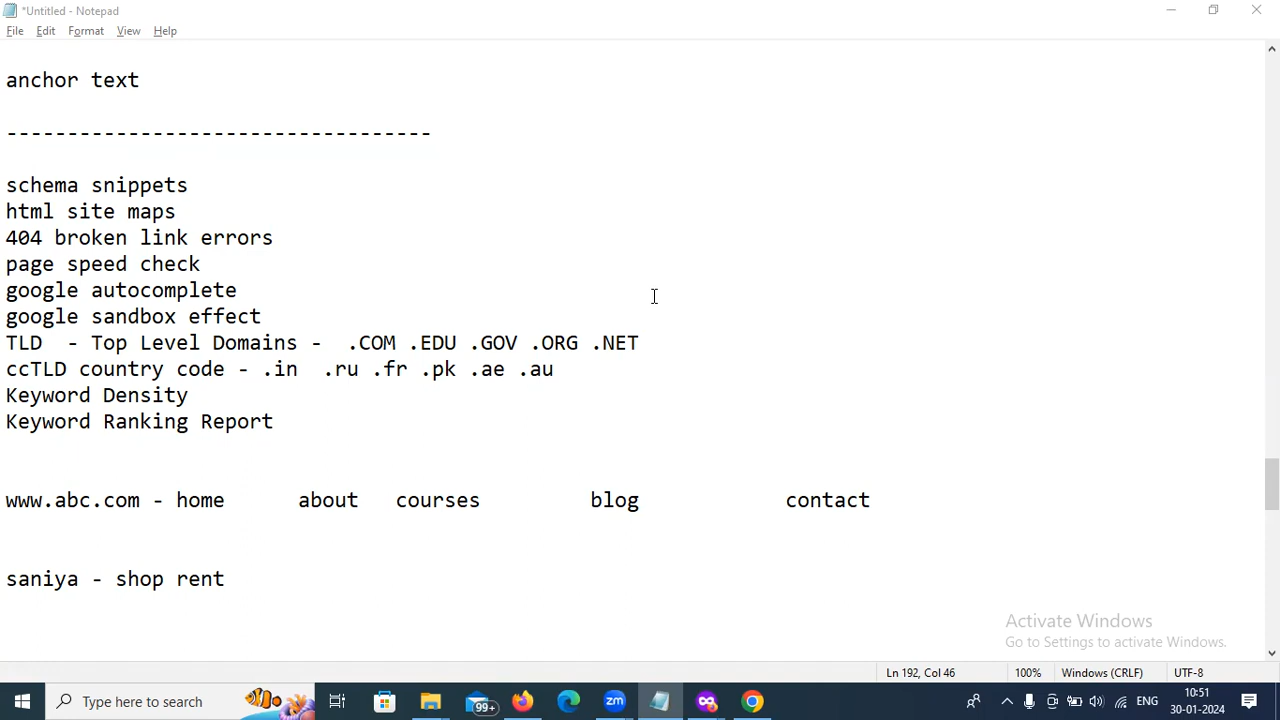 *Untitled - Notepad
File Edit Format View Help
anchor text
-----------------------------------
schema snippets
html site maps
404 broken link errors
page speed check
google autocomplete
google sandbox effect
TLD  - Top Level Domains -  .COM .EDU .GOV .ORG .NET
ccTLD country code - .in  .ru .fr .pk .ae .au
Keyword Density
Keyword Ranking Report
www.abc.com - home      about   courses         blog            contact
saniya - shop rent
Activate Windows
Go to Settings to activate Windows.
Ln 192, Col 46 100% Windows (CRLF) UTF-8
Type here to search 99+ ENG 10:51
30-01-2024